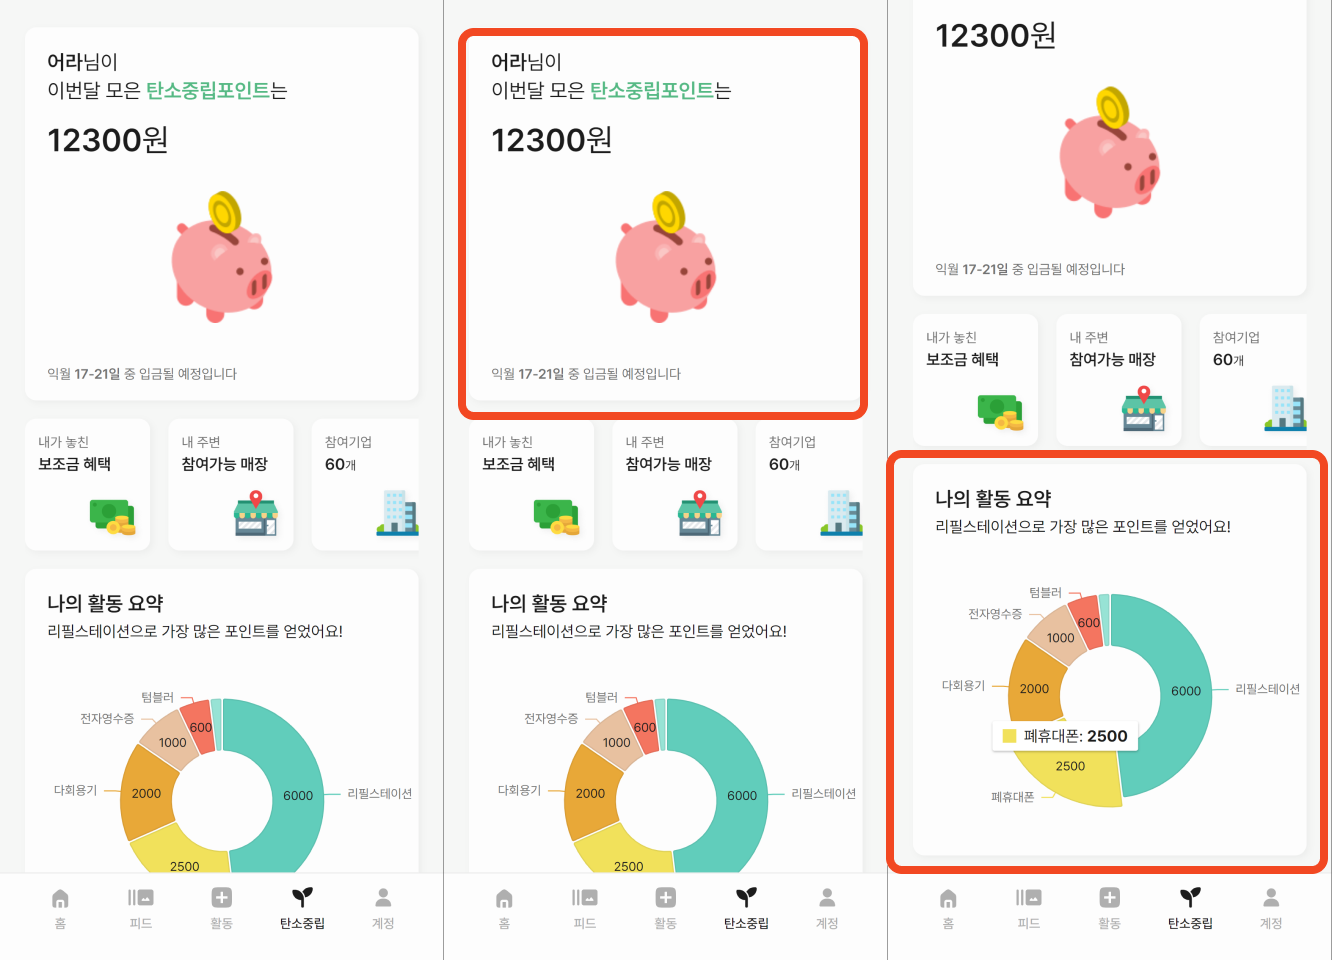 어라님이
이번달 모은 탄소중립포인트는
12300원
익월 17-21일 중 입금될 예정입니다
내가 놓친
보조금 혜택
내 주변
참여가능 매장
참여기업
60개
나의 활동 요약
리필스테이션으로 가장 많은 포인트를 얻었어요!
텀블러
전자영수증
600
1000
다회용기
2000
6000
리필스테이션
2500
홈
피드
활동
탄소중립
계정
어라님이
이번달 모은 탄소중립포인트는
12300원
익월 17-21일 중 입금될 예정입니다
내가 놓친
보조금 혜택
내 주변
참여가능 매장
참여기업
60개
나의 활동 요약
리필스테이션으로 가장 많은 포인트를 얻었어요!
텀블러
전자영수증
600
1000
다회용기
2000
6000
리필스테이션
2500
홈
피드
활동
탄소중립
계정
12300원
익월 17-21일 중 입금될 예정입니다
내가 놓친
보조금 혜택
내 주변
참여가능 매장
참여기업
60개
나의 활동 요약
리필스테이션으로 가장 많은 포인트를 얻었어요!
텀블러
전자영수증
600
1000
다회용기
2000
6000
리필스테이션
폐휴대폰: 2500
2500
폐휴대폰
홈
피드
활동
탄소중립
계정